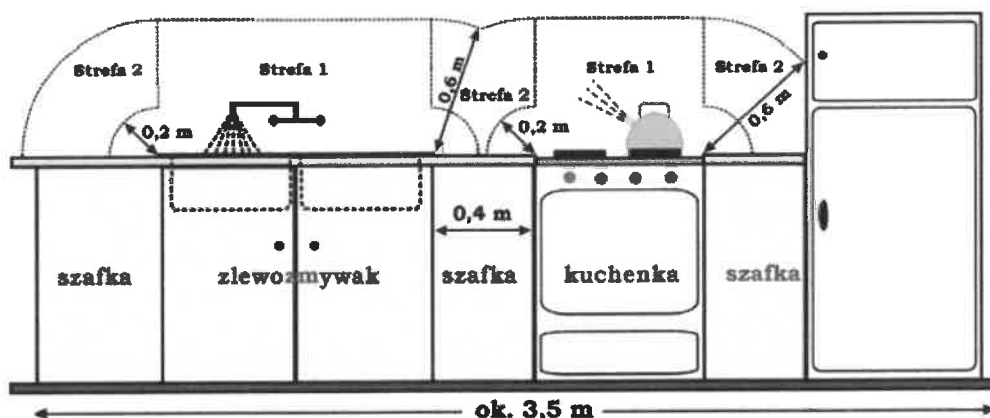 Strefa 2
Strefa 1
0,6 m
Strefa 2
Strefa 1
Strefa 2
0,2 m
0,2 m
0,6 m
0,4 m
szafka
zlewozmywak
szafka
kuchenka
szafka
ok. 3,5 m